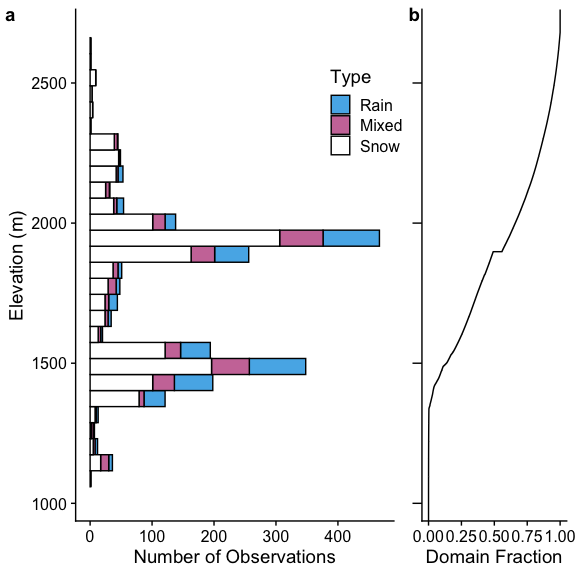 a
b
Type
Rain
Mixed
Snow
2500
2000
1500
1000
Elevation (m)
0 100 200 300 400
0.00 0.25 0.50 0.75 1.00
Number of Observations
Domain Fraction